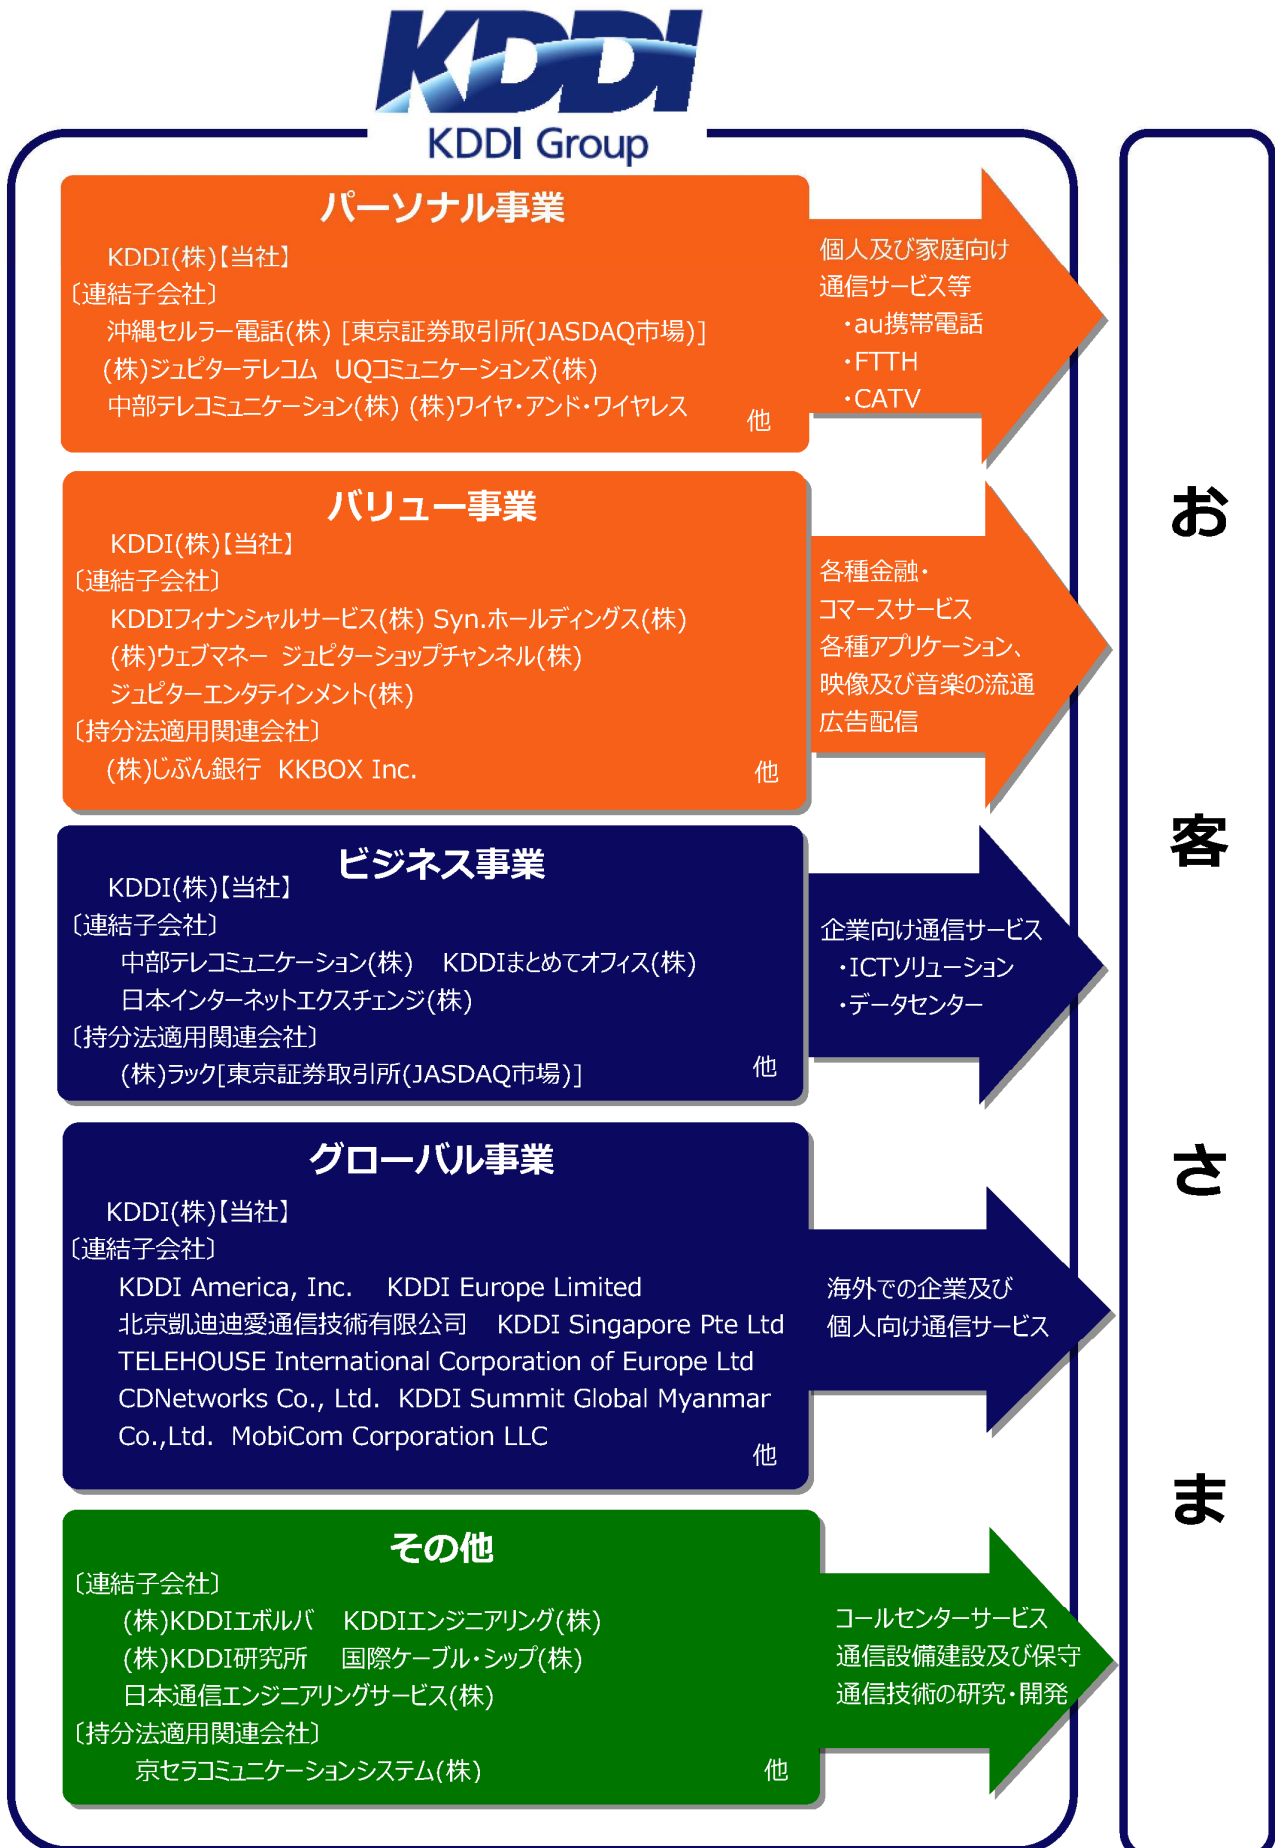 KDDI
KDDI Group
パーソナル事業
KDDI(株)【当社】
〔連結子会社〕
沖縄セルラー電話(株) [東京証券取引所(JASDAQ市場)]
(株)ジュピターテレコム UQコミュニケーションズ(株)
中部テレコミュニケーション(株) (株)ワイヤ・アンド・ワイヤレス
他
個人及び家庭向け
通信サービス等
・au携帯電話
・FTTH
・CATV
バリュー事業
KDDI(株)【当社】
〔連結子会社〕
KDDIフィナンシャルサービス(株) Syn.ホールディングス(株)
(株)ウェブマネー ジュピターショップチャンネル(株)
ジュピターエンタテインメント(株)
〔持分法適用関連会社〕
(株)じぶん銀行 KKBOX Inc.
他
各種金融・
コマースサービス
各種アプリケーション、
映像及び音楽の流通
広告配信
ビジネス事業
KDDI(株)【当社】
〔連結子会社〕
中部テレコミュニケーション(株) KDDIまとめてオフィス(株)
日本インターネットエクスチェンジ(株)
〔持分法適用関連会社〕
(株)ラック[東京証券取引所(JASDAQ市場)]
他
企業向け通信サービス
・ICTソリューション
・データセンター
グローバル事業
KDDI(株)【当社】
〔連結子会社〕
KDDI America, Inc. KDDI Europe Limited
北京凱迪迪愛通信技術有限公司 KDDI Singapore Pte Ltd
TELEHOUSE International Corporation of Europe Ltd
CDNetworks Co., Ltd. KDDI Summit Global Myanmar
Co.,Ltd. MobiCom Corporation LLC
他
海外での企業及び
個人向け通信サービス
その他
〔連結子会社〕
(株)KDDIエボルバ KDDIエンジニアリング(株)
(株)KDDI研究所 国際ケーブル・シップ(株)
日本通信エンジニアリングサービス(株)
〔持分法適用関連会社〕
京セラコミュニケーションシステム(株)
他
コールセンターサービス
通信設備建設及び保守
通信技術の研究・開発
お客さま